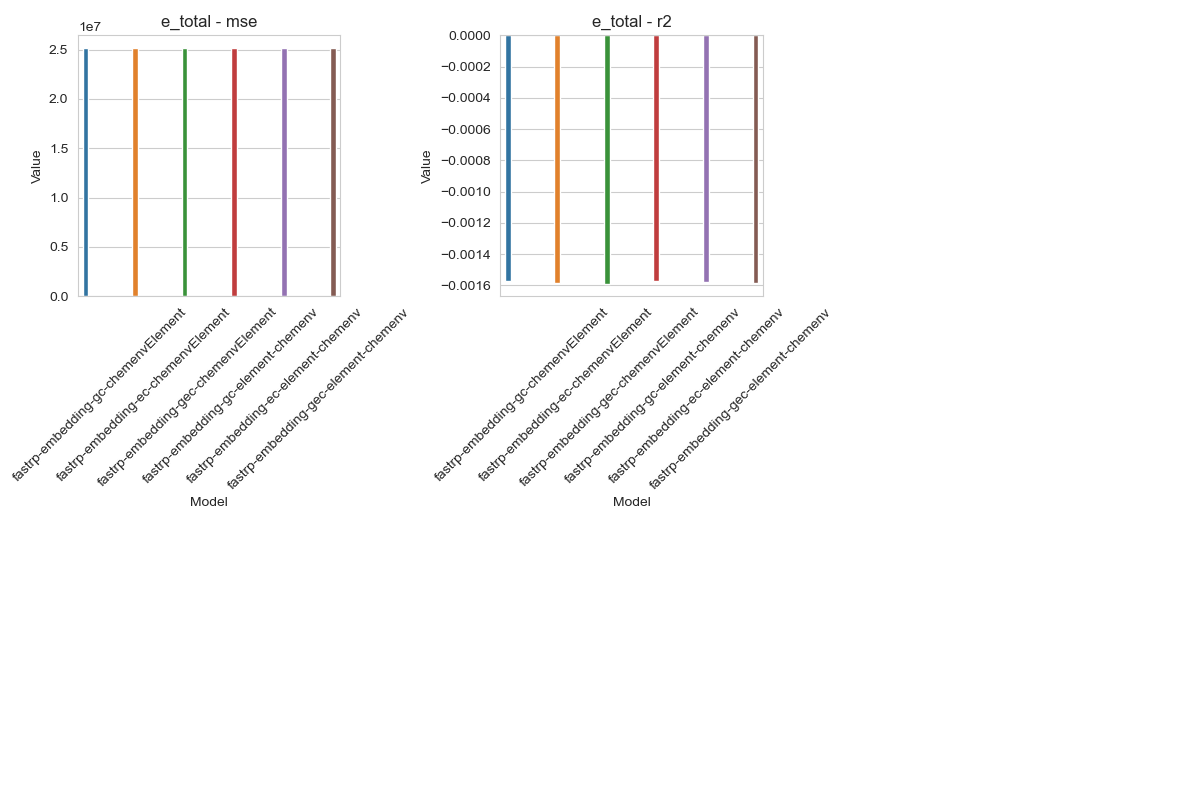 e_total - mse
1e7
2.5
2.0
1.5
1.0
0.5
0.0
Value
fastrp-embedding-gc-chemenvElement
fastrp-embedding-ec-chemenvElement
fastrp-embedding-gec-chemenvElement
fastrp-embedding-gc-element-chemenv
fastrp-embedding-ec-element-chemenv
fastrp-embedding-gec-element-chemenv
Model
e_total - r2
0.0000
−0.0002
−0.0004
−0.0006
−0.0008
−0.0010
−0.0012
−0.0014
−0.0016
Value
fastrp-embedding-gc-chemenvElement
fastrp-embedding-ec-chemenvElement
fastrp-embedding-gec-chemenvElement
fastrp-embedding-gc-element-chemenv
fastrp-embedding-ec-element-chemenv
fastrp-embedding-gec-element-chemenv
Model